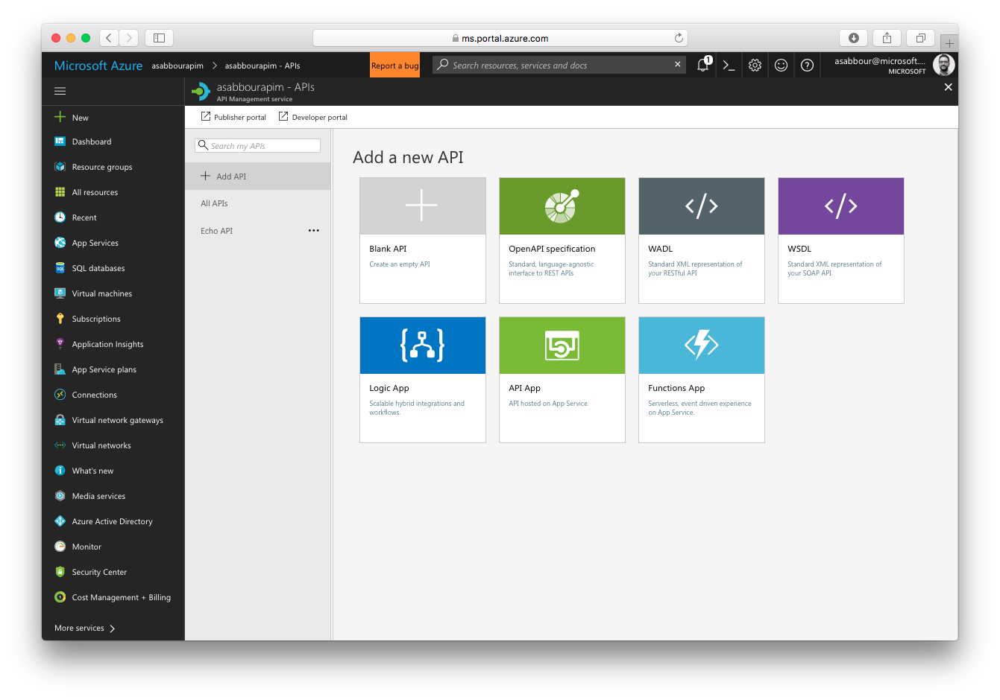 ms.portal.azure.com
Microsoft Azure asabbourapim > asabbourapim - APIs
Report a bug
Search resources, services and docs
1
asabbour@microsoft....
MICROSOFT
asabbourapim - APIs
API Management service
Publisher portal
Developer portal
New
Dashboard
Resource groups
All resources
Recent
App Services
SQL databases
Virtual machines
Subscriptions
Application Insights
App Service plans
Connections
Virtual network gateways
Virtual networks
What's new
Media services
Azure Active Directory
Monitor
Security Center
Cost Management + Billing
More services
Search my APIs
Add API
All APIs
Echo API
Add a new API
Blank API
Create an empty API
OpenAPI specification
Standard, language-agnostic
interface to REST APIs
WADL
Standard XML representation of
your RESTful API
WSDL
Standard XML representation of
your SOAP API
Logic App
Scalable hybrid integrations and
workflows.
API App
API hosted on App Service.
Functions App
Serverless, event driven experience
on App Service.